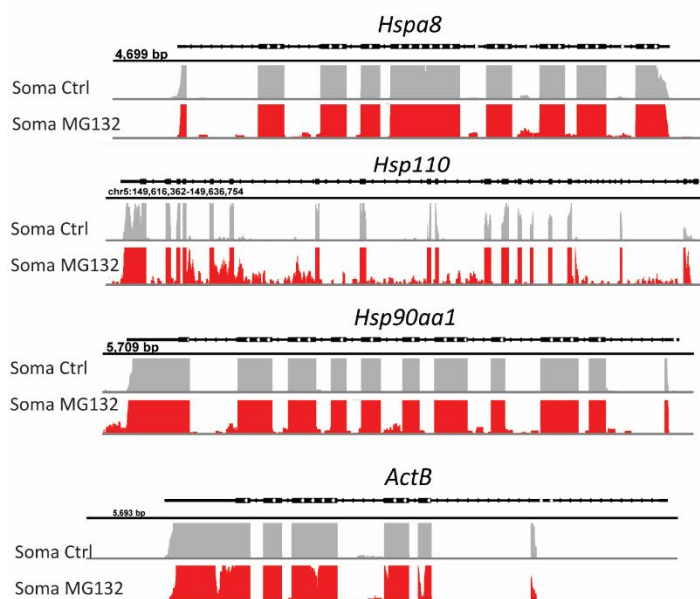 Hspa8
4,699 bp
Soma Ctrl
Soma MG132
Hsp110
chr5:149,616,362-149,636,754
Soma Ctrl
Soma MG132
Hsp90aa1
5,709 bp
Soma Ctrl
Soma MG132
ActB
5,693 bp
Soma Ctrl
Soma MG132